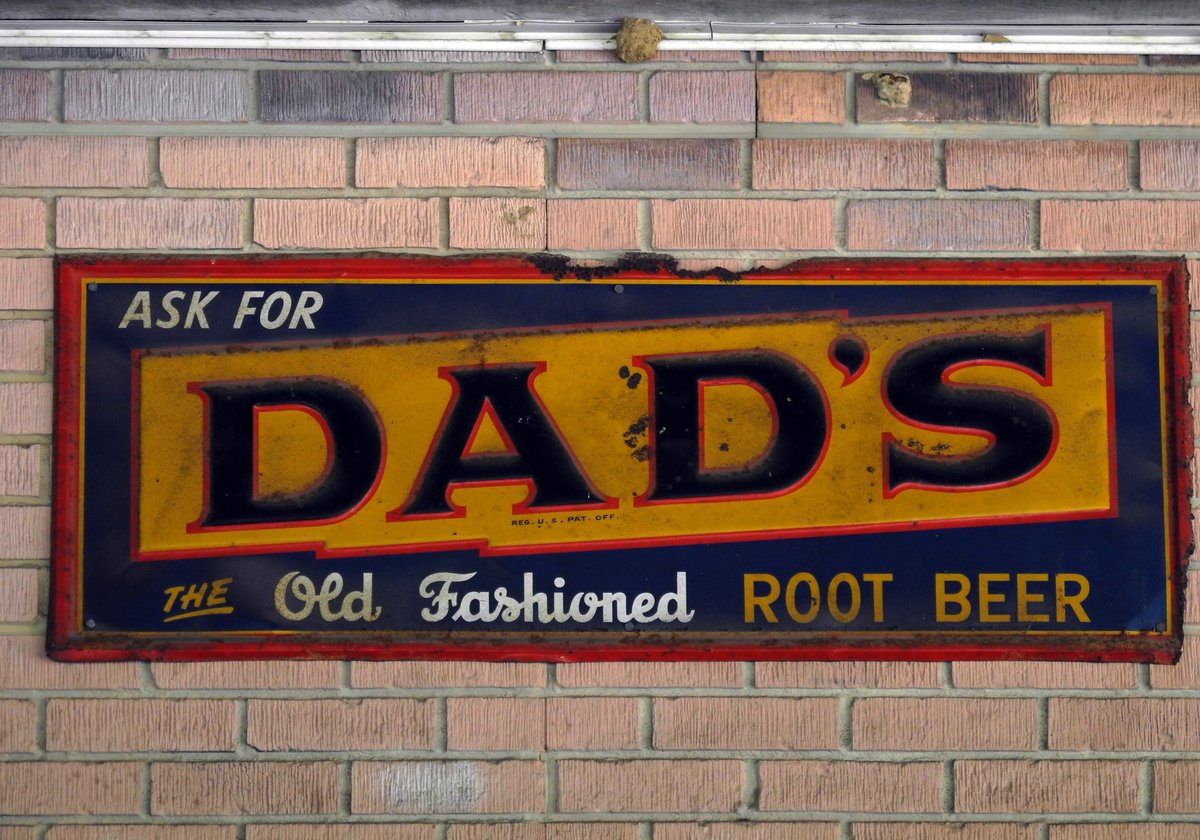 ASK FOR
DAD'S
REG. U.S. PAT. OFF.
THE Old Fashioned ROOT BEER